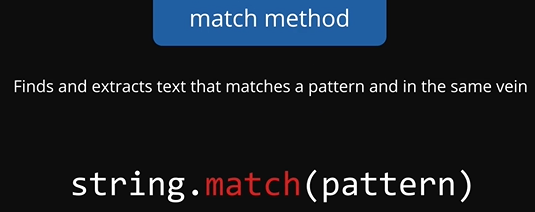 match method
Finds and extracts text that matches a pattern and in the same vein
string.match(pattern)